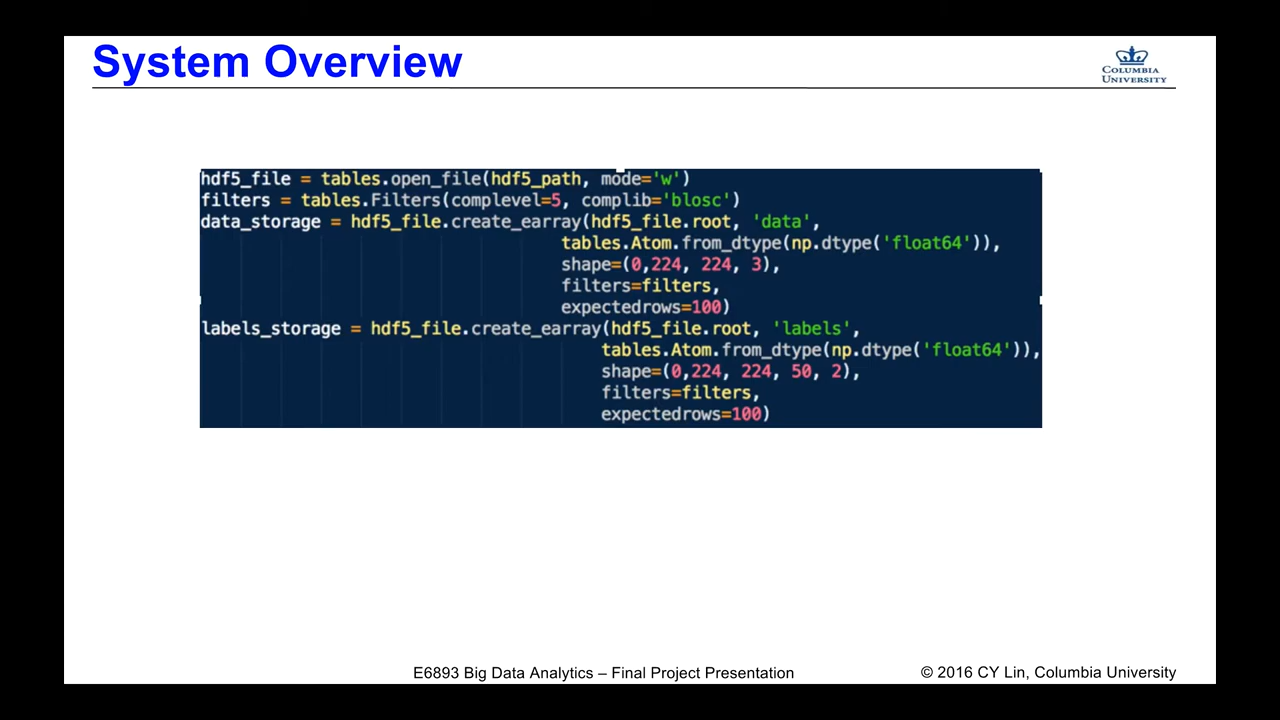 System Overview
COLUMBIA
UNIVERSITY
hdf5_file = tables.open_file(hdf5_path, mode='w')
filters = tables.Filters(complevel=5, complib='blosc')
data_storage = hdf5_file.create_earray(hdf5_file.root, 'data',
tables.Atom.from_dtype(np.dtype('float64')),
shape=(0,224, 224, 3),
filters=filters,
expectedrows=100)
labels_storage = hdf5_file.create_earray(hdf5_file.root, 'labels',
tables.Atom.from_dtype(np.dtype('float64')),
shape=(0,224, 224, 50, 2),
filters=filters,
expectedrows=100)
E6893 Big Data Analytics – Final Project Presentation
© 2016 CY Lin, Columbia University